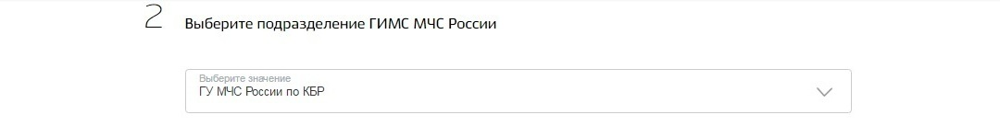 2
Выберите подразделение ГИМС МЧС России
Выберите значение
ГУ МЧС России по КБР